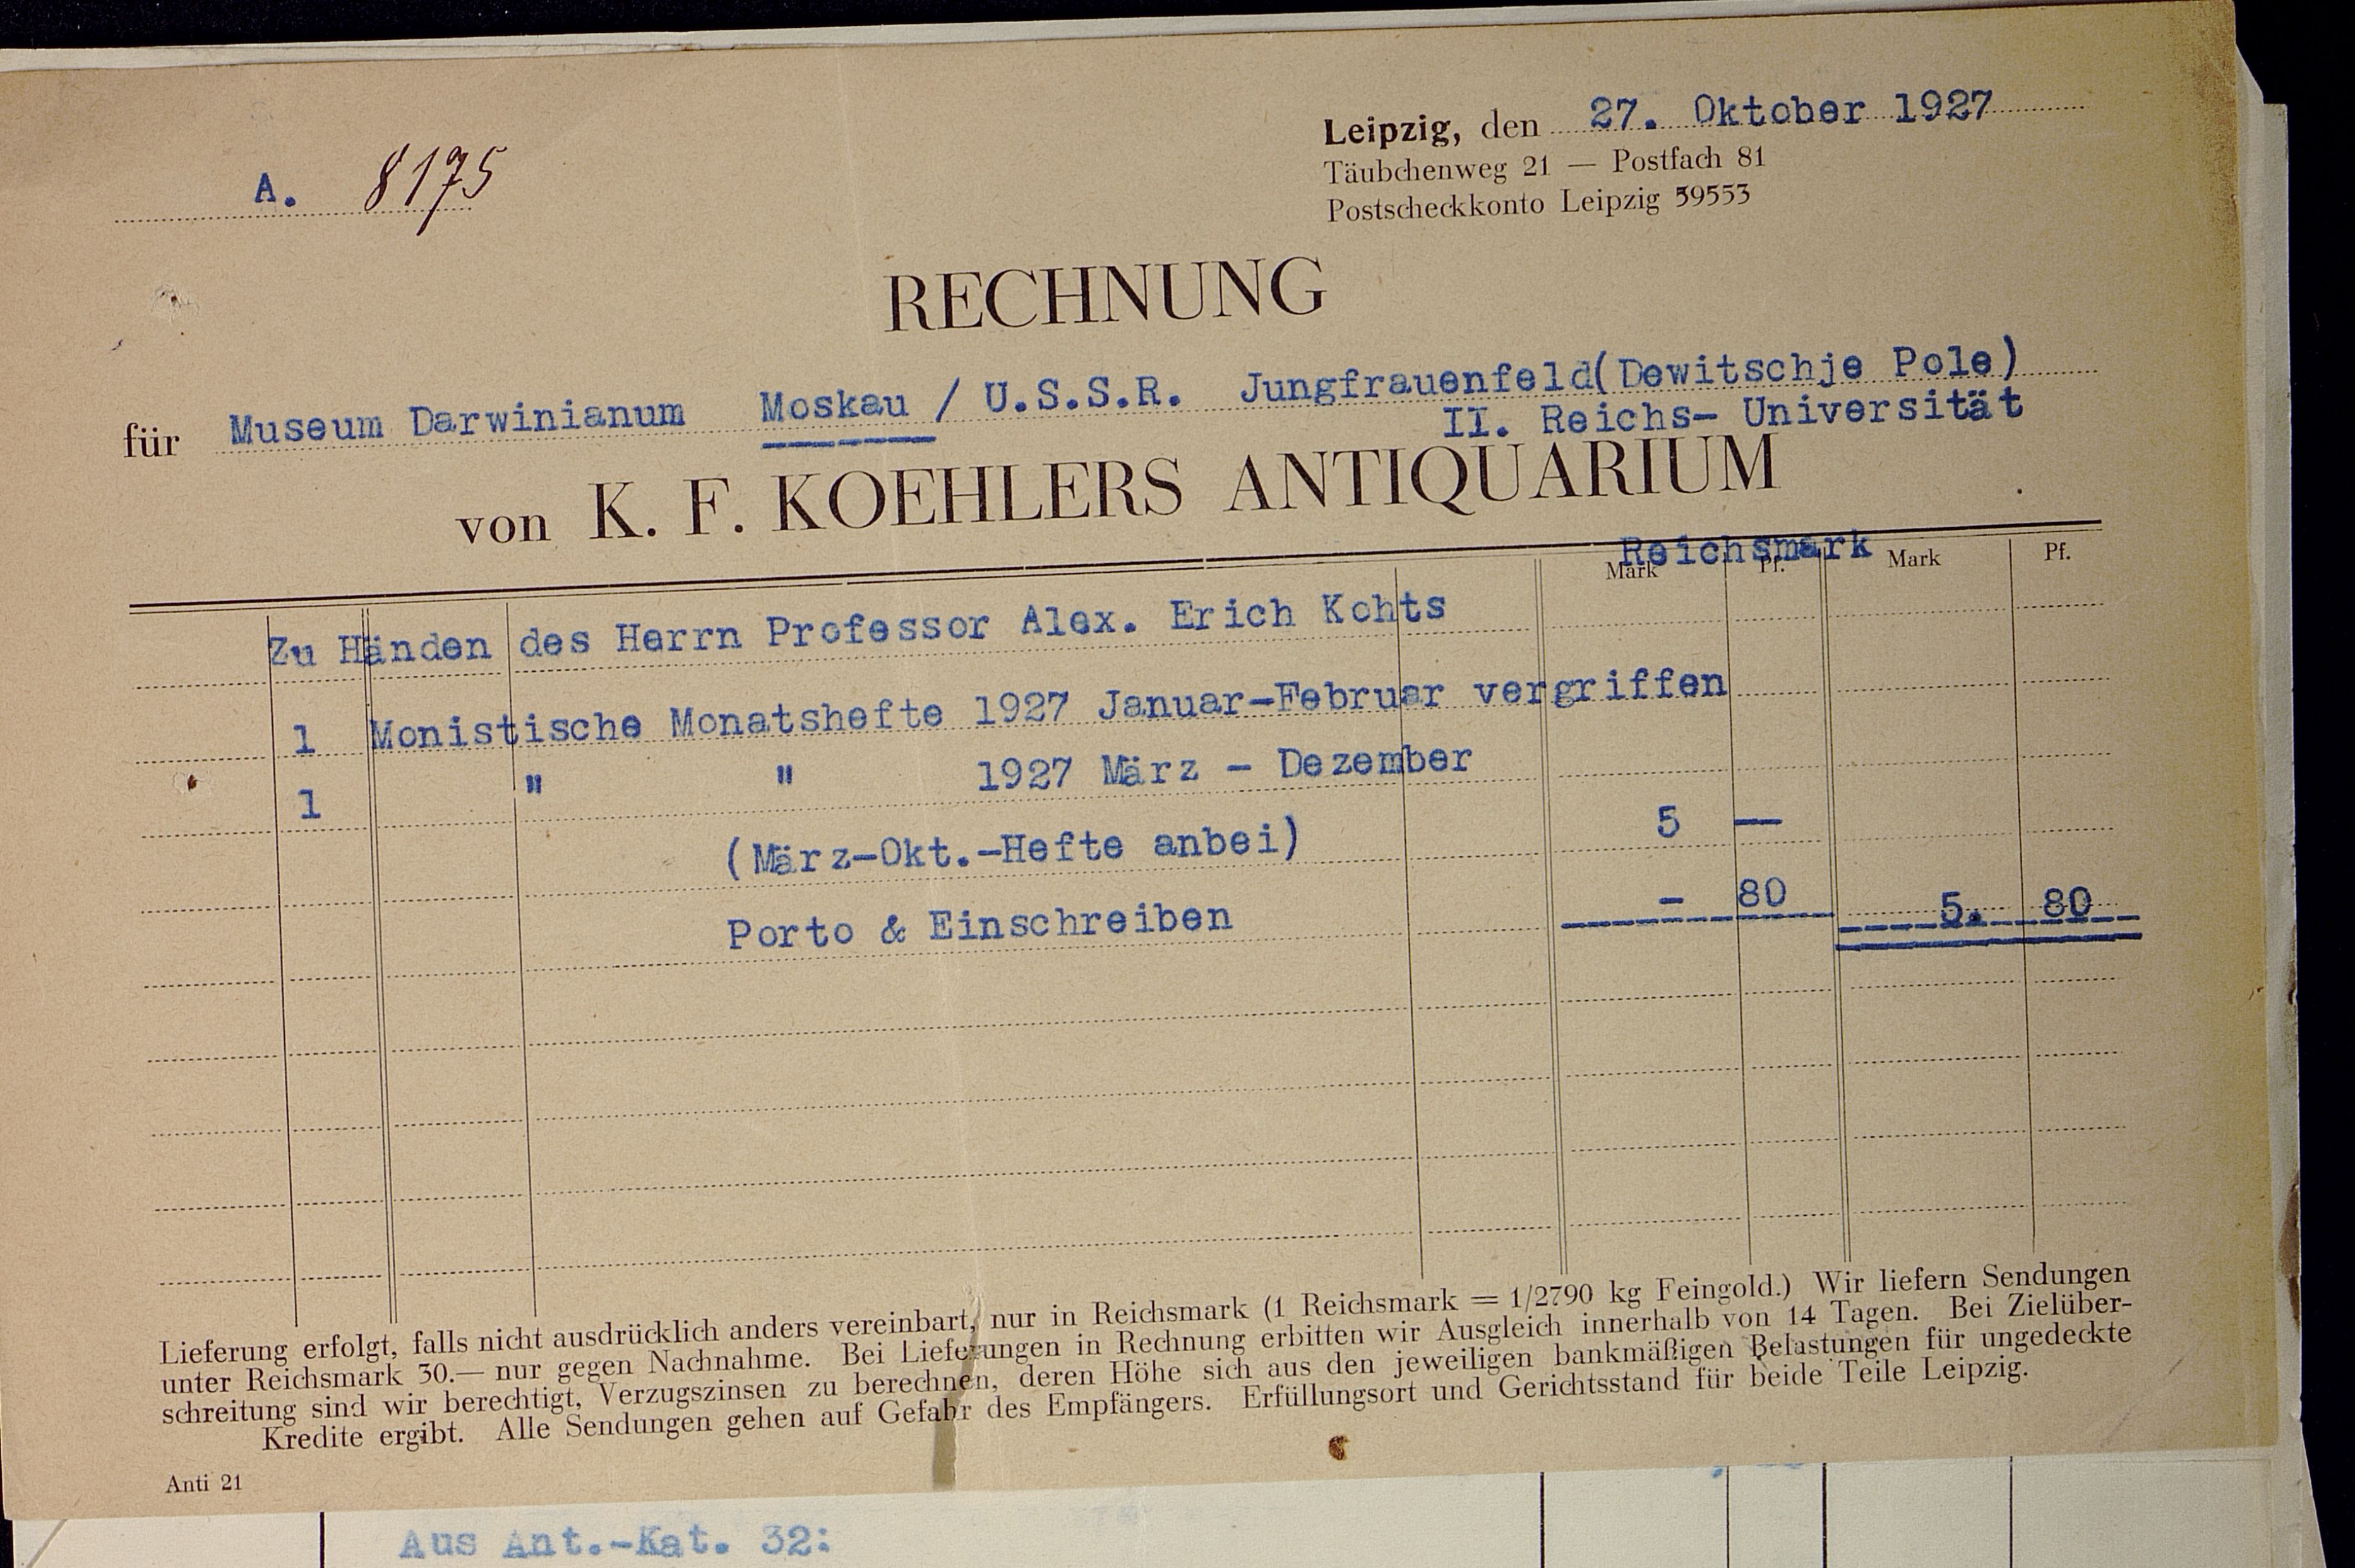 Leipzig, den 27. Oktober 1927
Täubchenweg 21 — Postfach 81
Postscheckkonto Leipzig 59553
A. 8175
RECHNUNG
für Museum Darwinianum Moskau / U.S.S.R. Jungfrauenfeld(Dewitschje Pole)
II. Reichs- Universität
von K. F. KOEHLERS ANTIQUARIUM
Reichsmark
Mark Pf. Mark Pf.
Zu Händen des Herrn Professor Alex. Erich Kohts
1 Monistische Monatshefte 1927 Januar-Februar vergriffen
1 " " 1927 März - Dezember
(März-Okt.-Hefte anbei) 5 —
Porto & Einschreiben - 80 5. 80
Lieferung erfolgt, falls nicht ausdrücklich anders vereinbart, nur in Reichsmark (1 Reichsmark = 1/2790 kg Feingold.) Wir liefern Sendungen
unter Reichsmark 30.— nur gegen Nachnahme. Bei Lieferungen in Rechnung erbitten wir Ausgleich innerhalb von 14 Tagen. Bei Zielüber-
schreitung sind wir berechtigt, Verzugszinsen zu berechnen, deren Höhe sich aus den jeweiligen bankmäßigen Belastungen für ungedeckte
Kredite ergibt. Alle Sendungen gehen auf Gefahr des Empfängers. Erfüllungsort und Gerichtsstand für beide Teile Leipzig.
Anti 21
Aus Ant.-Kat. 32: